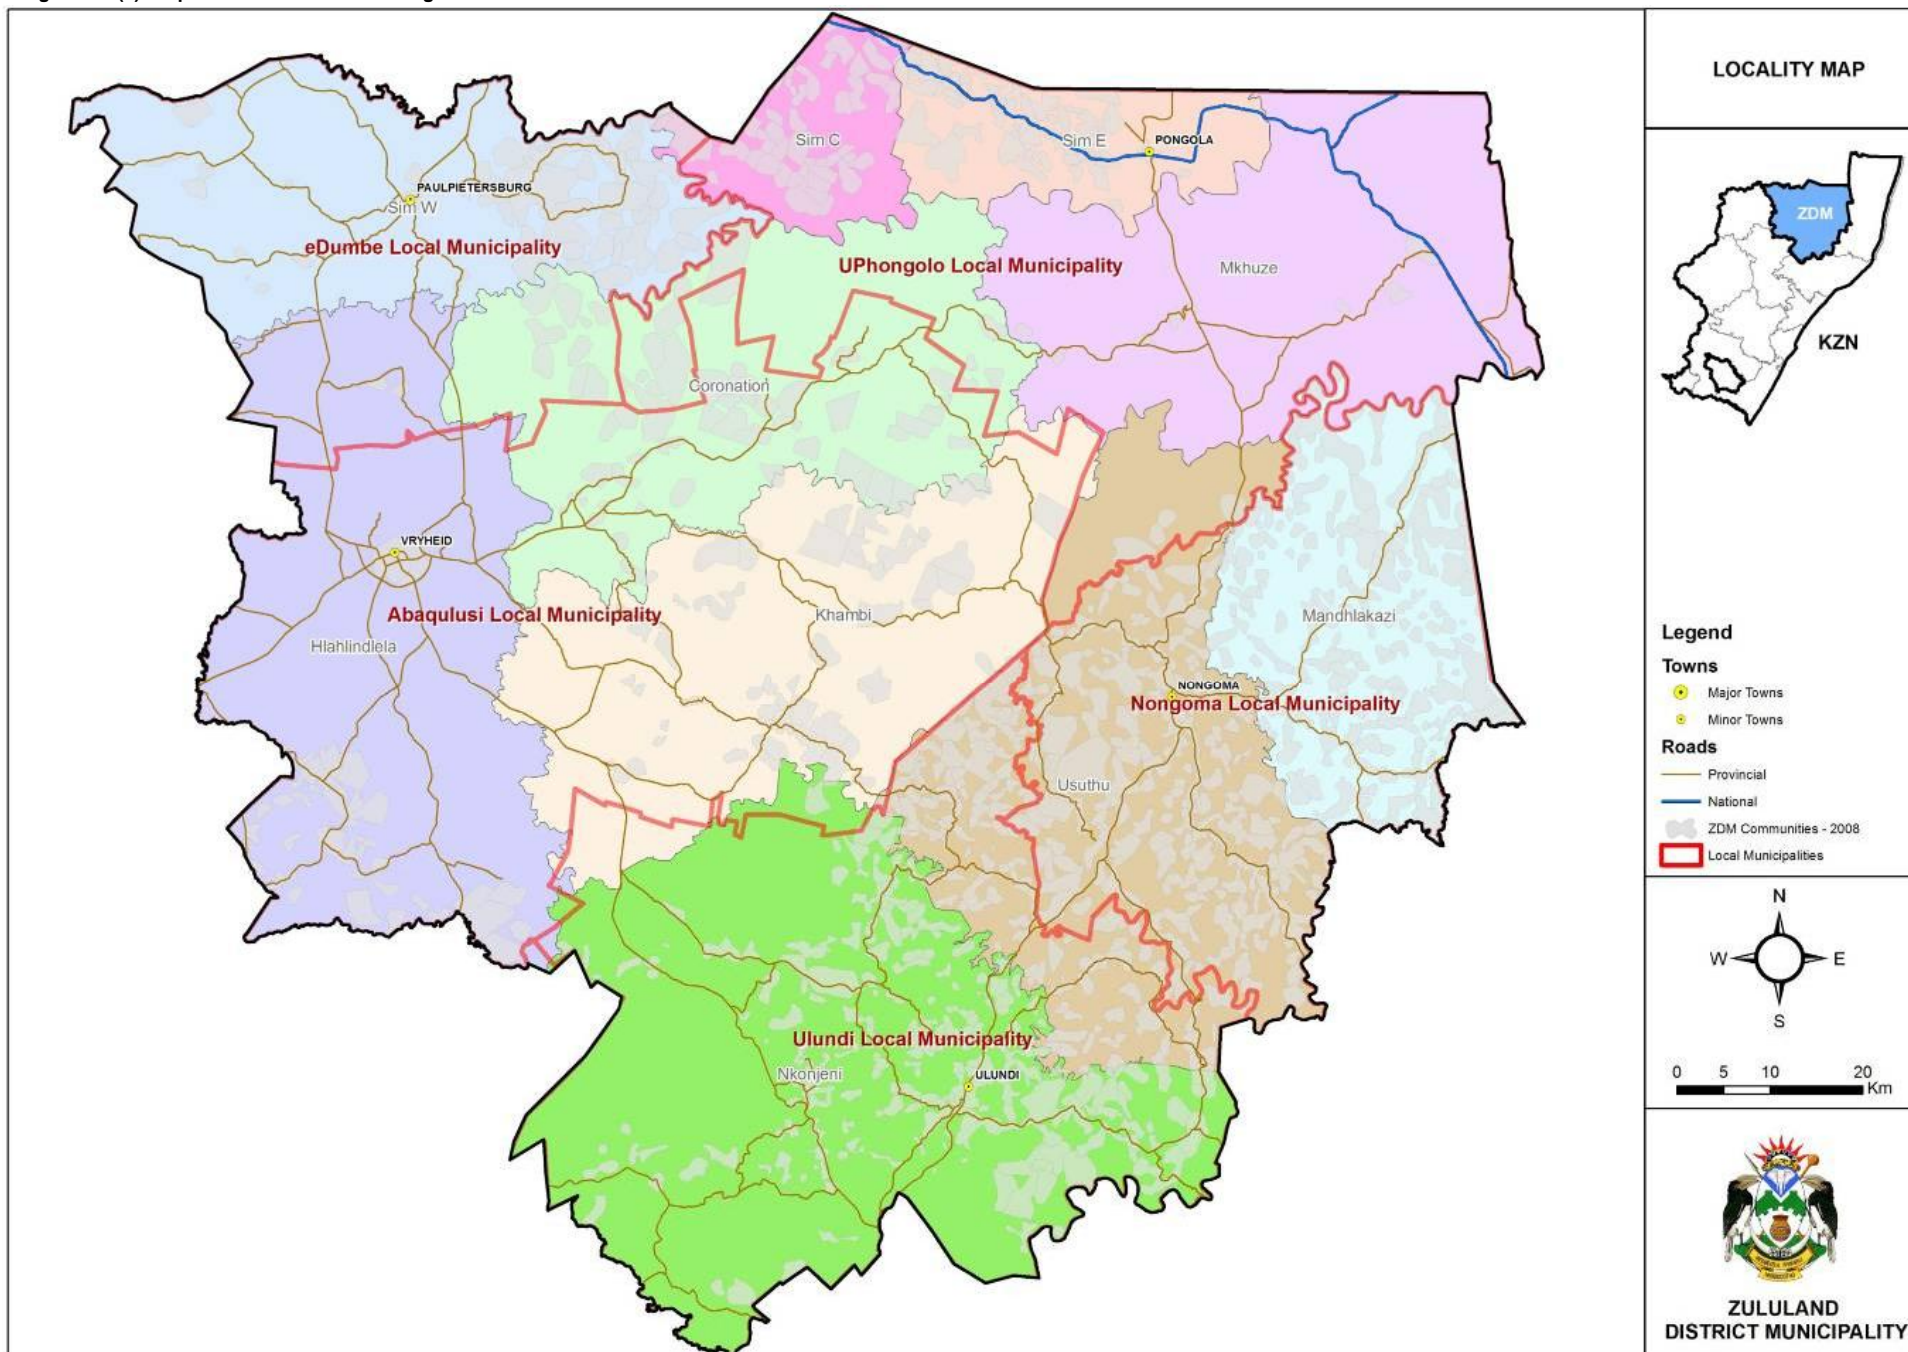 LOCALITY MAP
ZDM
KZN
Sim C
Sim E
PONGOLA
PAULPIETERSBURG
Sim W
eDumbe Local Municipality
UPhongolo Local Municipality
Mkhuze
Coronation
VRYHEID
Abaqulusi Local Municipality
Khambi
Mandhlakazi
Hlahlindlela
NONGOMA
Nongoma Local Municipality
Usuthu
Ulundi Local Municipality
Nkonjeni
ULUNDI
Legend
Towns
Major Towns
Minor Towns
Roads
Provincial
National
ZDM Communities - 2008
Local Municipalities
N
W E
S
0 5 10 20
Km
ZULULAND
DISTRICT MUNICIPALITY